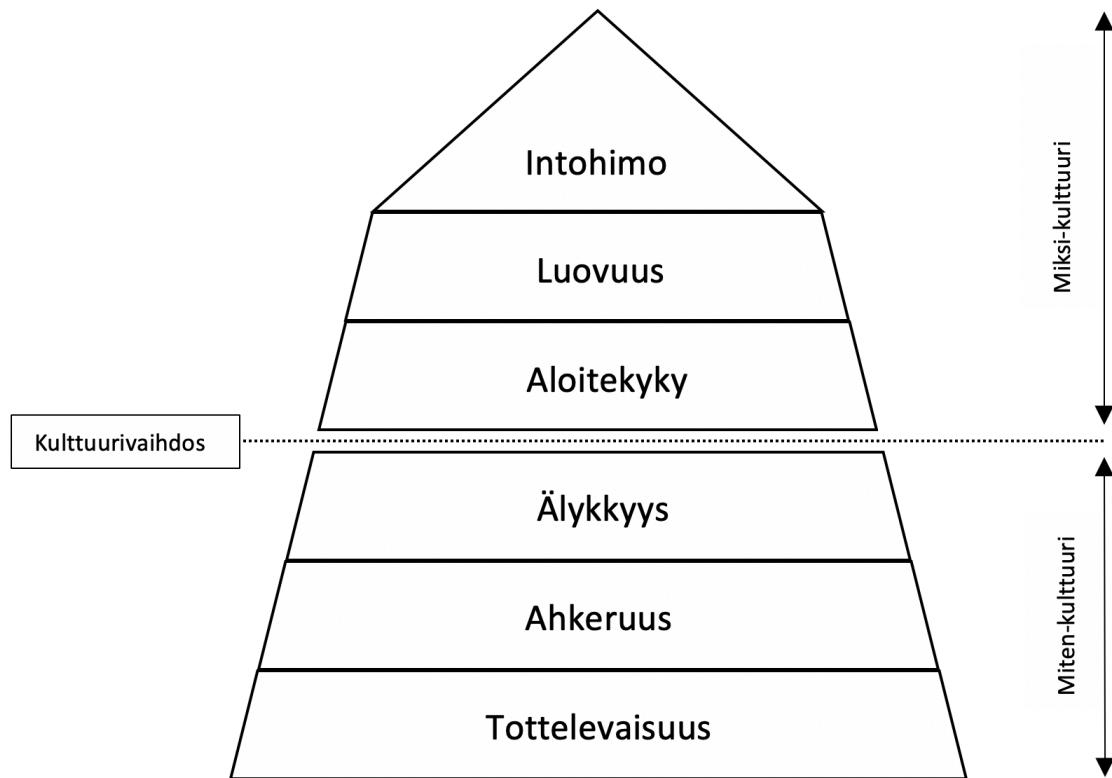 Intohimo
Miksi-kulttuuri
Luovuus
Aloitekyky
Kulttuurivaihdos
Älykkyys
Miten-kulttuuri
Ahkeruus
Tottelevaisuus